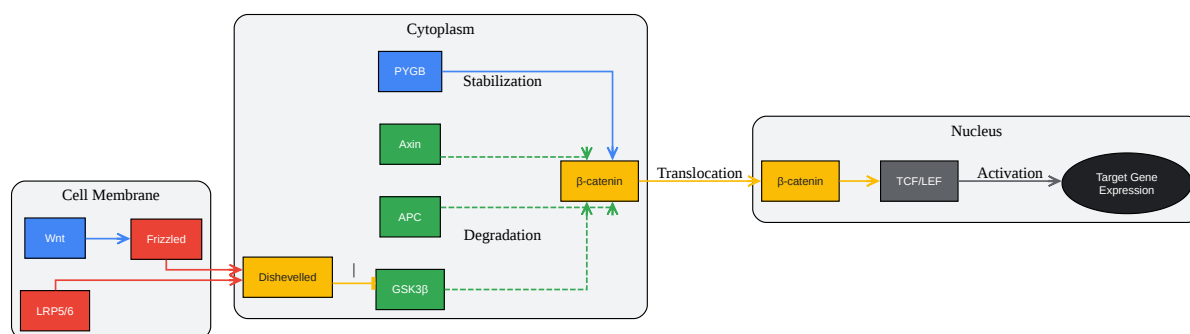 Cytoplasm
PYGB
Stabilization
Axin
β-catenin
APC
Degradation
Dishevelled
GSK3β
Cell Membrane
Wnt
Frizzled
LRP5/6
Translocation
Nucleus
β-catenin
TCF/LEF
Activation
Target Gene
Expression